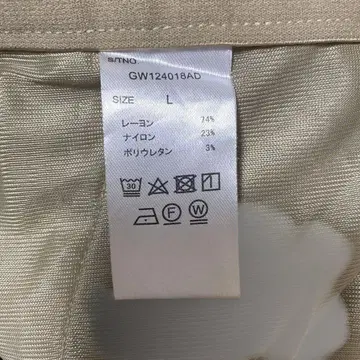 S/TNO
GW124018AD
SIZE L
レーヨン 74%
ナイロン 23%
ポリウレタン 3%
30
F W